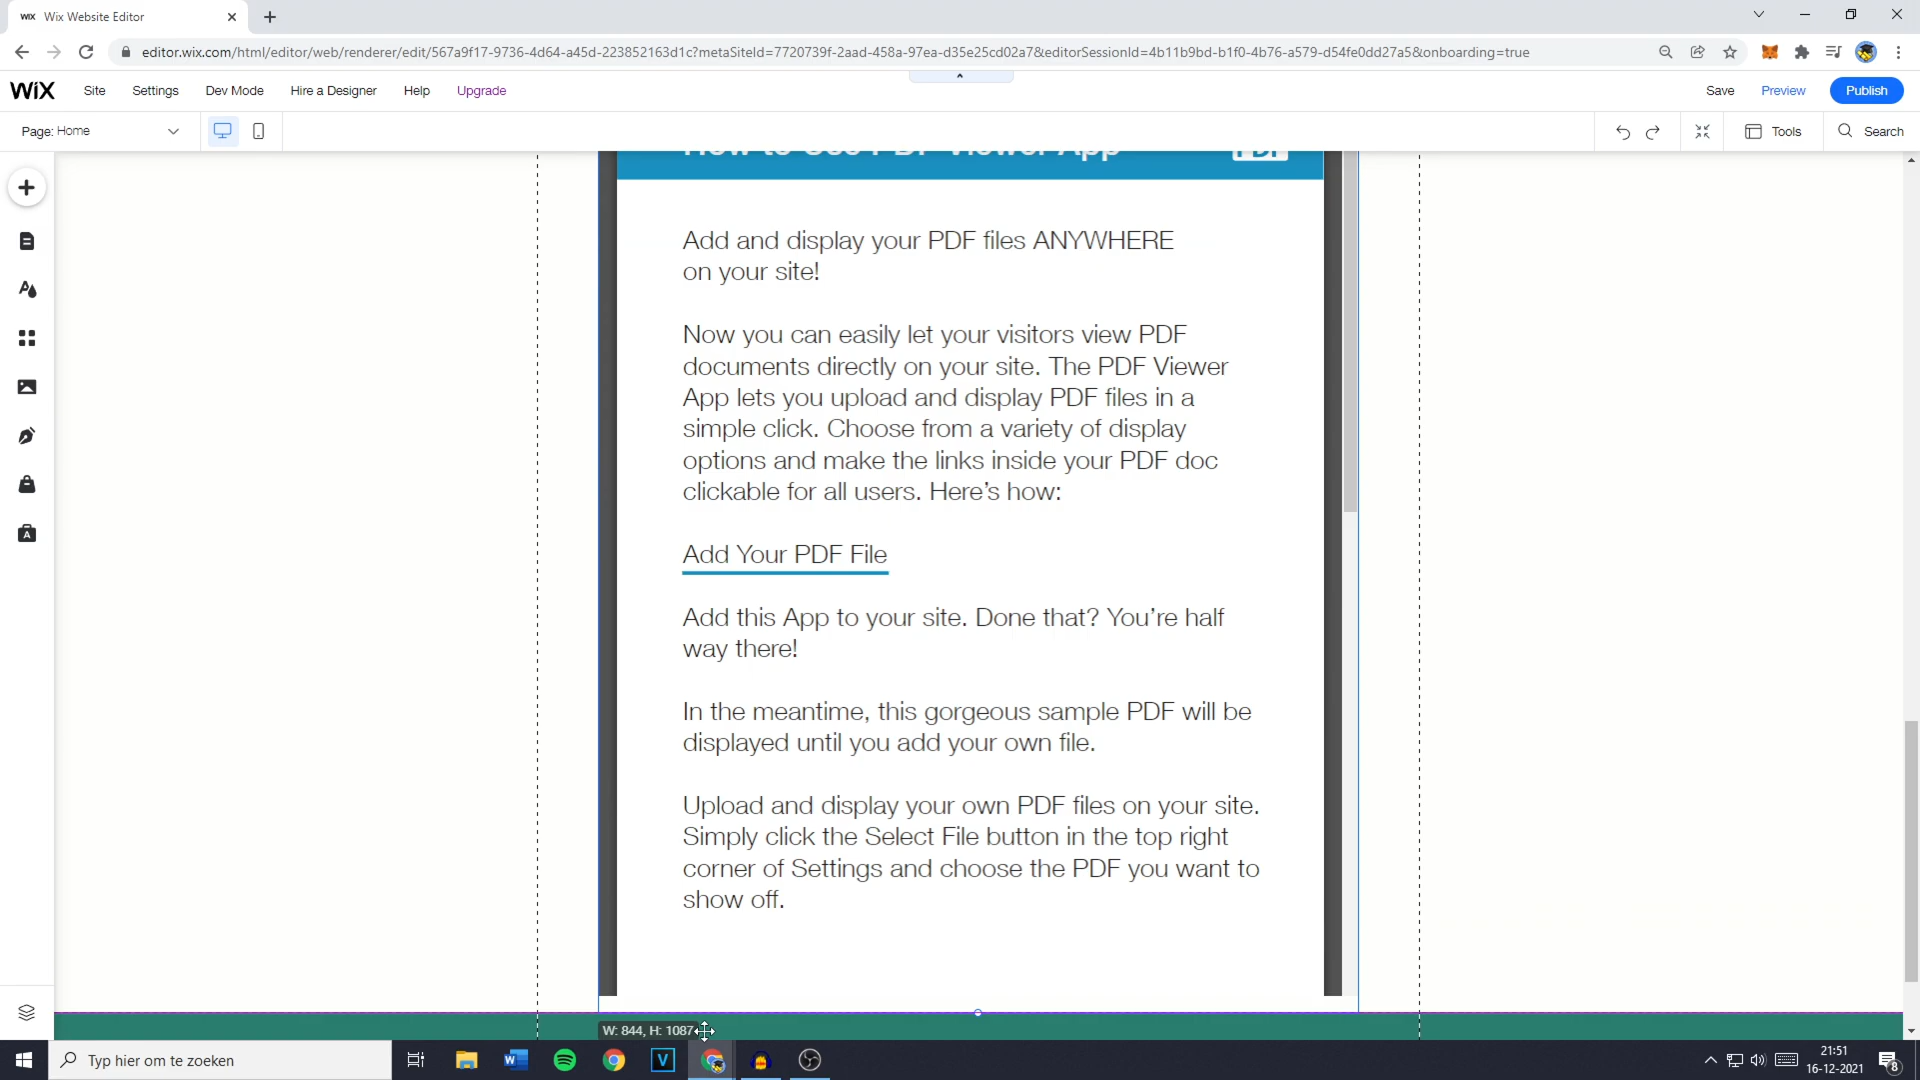 WIX Wix Website Editor
editor.wix.com/html/editor/web/renderer/edit/567a9f17-9736-4d64-a45d-223852163d1c?metaSiteId=7720739f-2aad-458a-97ea-d35e25cd02a7&editorSessionId=4b11b9bd-b1f0-4b76-a579-d54fe0dd27a5&onboarding=true
WiX Site Settings Dev Mode Hire a Designer Help Upgrade Save Preview Publish
Page: Home Tools Search
How to Use PDF Viewer App PDF
Add and display your PDF files ANYWHERE
on your site!
Now you can easily let your visitors view PDF
documents directly on your site. The PDF Viewer
App lets you upload and display PDF files in a
simple click. Choose from a variety of display
options and make the links inside your PDF doc
clickable for all users. Here’s how:
Add Your PDF File
Add this App to your site. Done that? You’re half
way there!
In the meantime, this gorgeous sample PDF will be
displayed until you add your own file.
Upload and display your own PDF files on your site.
Simply click the Select File button in the top right
corner of Settings and choose the PDF you want to
show off.
W: 844, H: 1087
Typ hier om te zoeken
21:51
16-12-2021
8